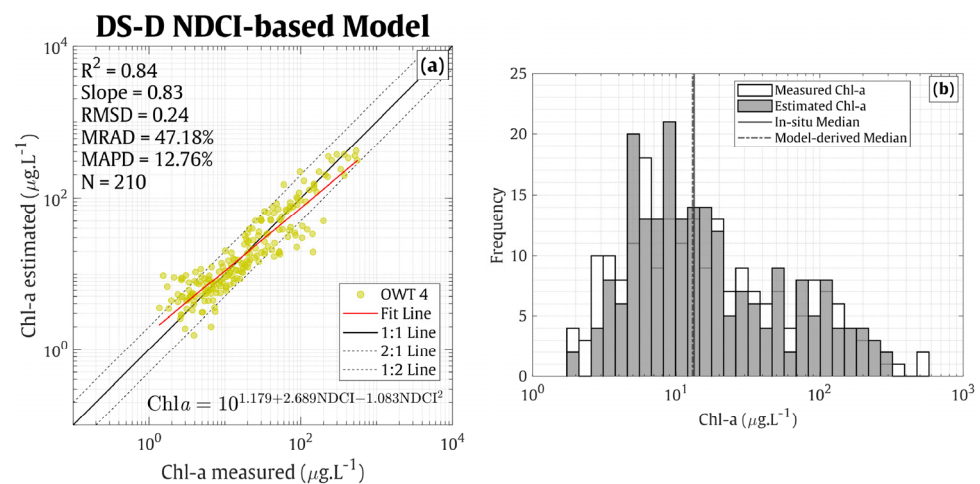 DS-D NDCI-based Model
(a)
R² = 0.84
Slope = 0.83
RMSD = 0.24
MRAD = 47.18%
MAPD = 12.76%
N = 210
10⁴
10²
10⁰
Chl-a estimated (μg.L⁻¹)
OWT 4
Fit Line
1:1 Line
2:1 Line
1:2 Line
Chla = 10^{1.179+2.689NDCI−1.083NDCI²}
10⁰ 10² 10⁴
Chl-a measured (μg.L⁻¹)
(b)
Measured Chl-a
Estimated Chl-a
In-situ Median
Model-derived Median
25
20
15
10
5
0
Frequency
10⁰ 10¹ 10² 10³
Chl-a (μg.L⁻¹)